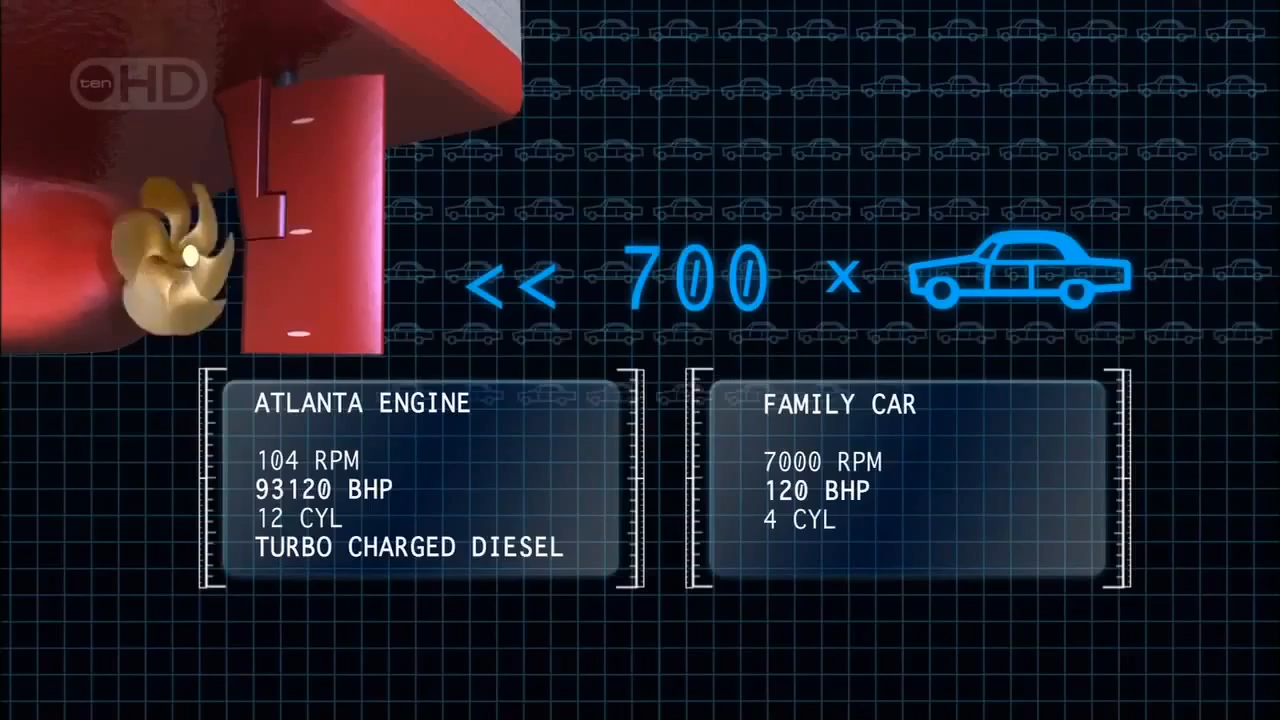 ten HD
<< 700 x
ATLANTA ENGINE
104 RPM
93120 BHP
12 CYL
TURBO CHARGED DIESEL
FAMILY CAR
7000 RPM
120 BHP
4 CYL